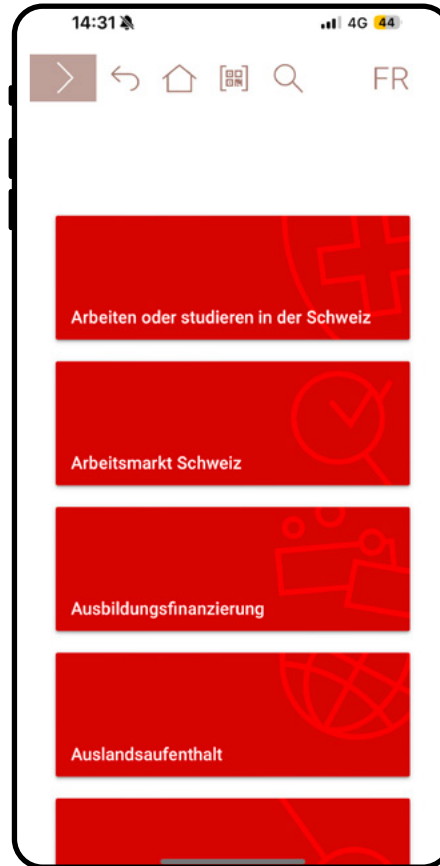 14:31
4G 44
FR
Arbeiten oder studieren in der Schweiz
Arbeitsmarkt Schweiz
Ausbildungsfinanzierung
Auslandsaufenthalt